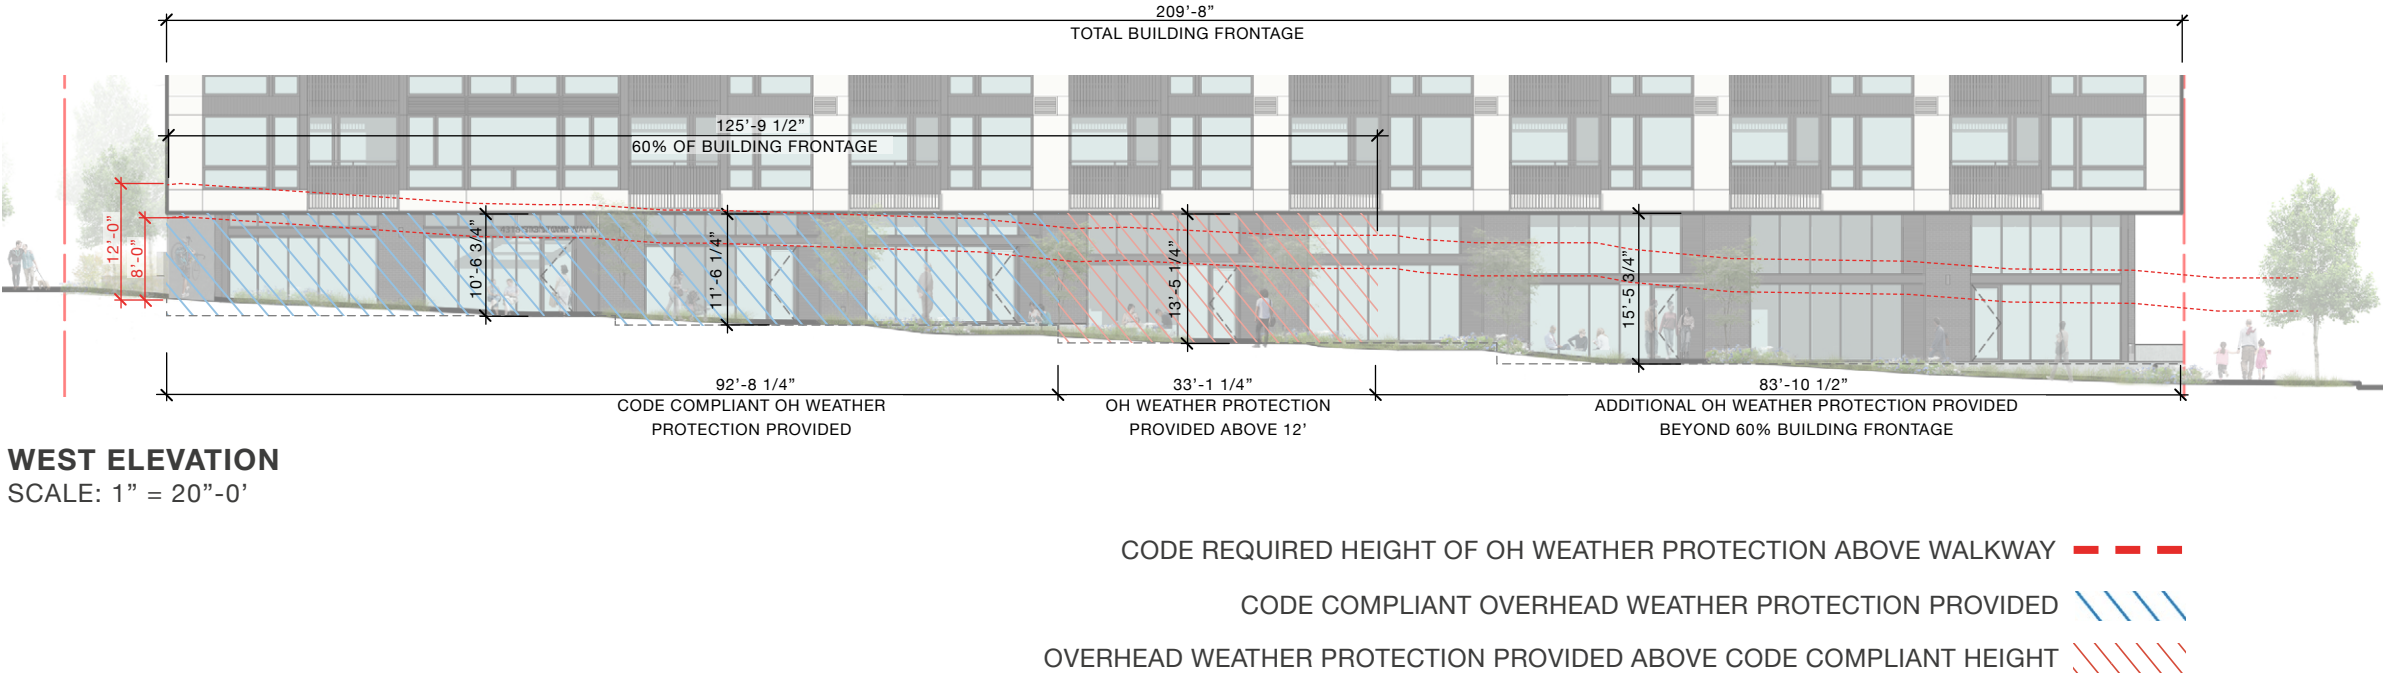 209’-8”
TOTAL BUILDING FRONTAGE
125’-9 1/2”
60% OF BUILDING FRONTAGE
12’-0”
8’-0”
10’-6 3/4”
11’-6 1/4”
13’-5 1/4”
15’-5 3/4”
92’-8 1/4”
CODE COMPLIANT OH WEATHER
PROTECTION PROVIDED
33’-1 1/4”
OH WEATHER PROTECTION
PROVIDED ABOVE 12’
83’-10 1/2”
ADDITIONAL OH WEATHER PROTECTION PROVIDED
BEYOND 60% BUILDING FRONTAGE
WEST ELEVATION
SCALE: 1” = 20”-0’
CODE REQUIRED HEIGHT OF OH WEATHER PROTECTION ABOVE WALKWAY
CODE COMPLIANT OVERHEAD WEATHER PROTECTION PROVIDED
OVERHEAD WEATHER PROTECTION PROVIDED ABOVE CODE COMPLIANT HEIGHT